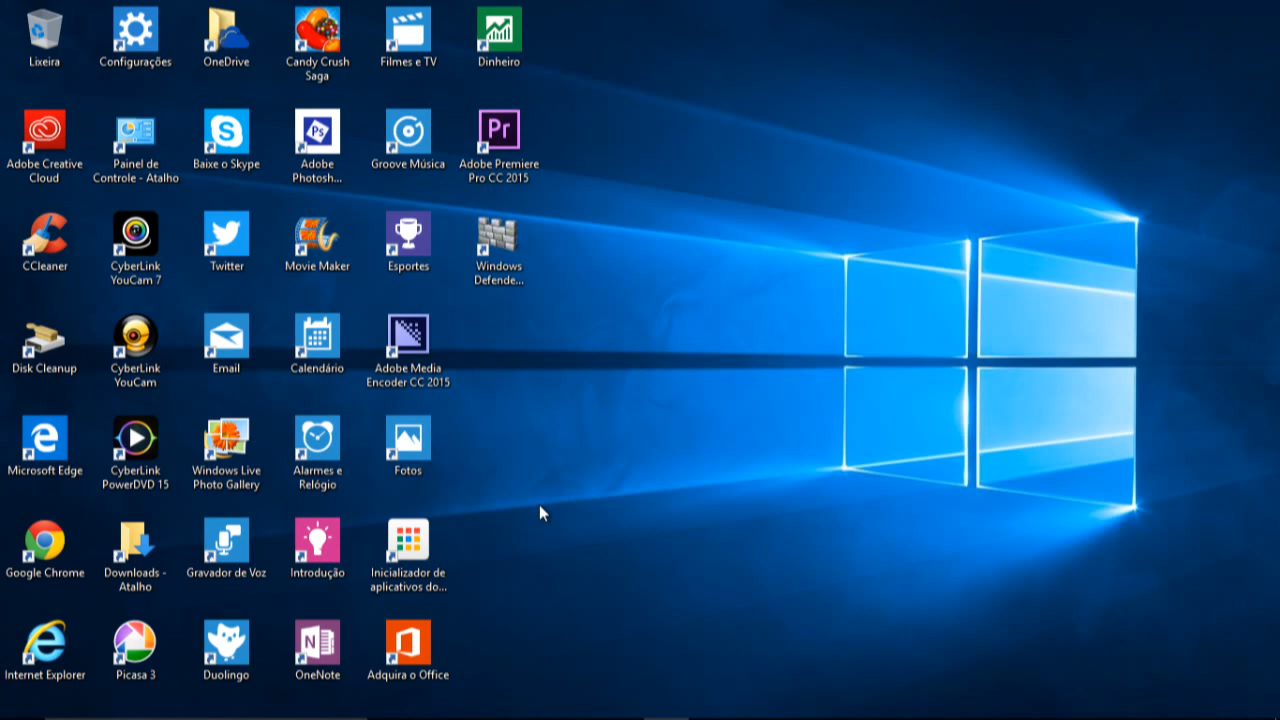 Lixeira
Configurações
OneDrive
Candy Crush
Saga
Filmes e TV
Dinheiro
Adobe Creative
Cloud
Painel de
Controle - Atalho
Baixe o Skype
Ps
Adobe
Photosh...
Groove Música
Pr
Adobe Premiere
Pro CC 2015
CCleaner
CyberLink
YouCam 7
Twitter
Movie Maker
Esportes
Windows
Defende...
Disk Cleanup
CyberLink
YouCam
Email
Calendário
Adobe Media
Encoder CC 2015
Microsoft Edge
CyberLink
PowerDVD 15
Windows Live
Photo Gallery
Alarmes e
Relógio
Fotos
Google Chrome
Downloads -
Atalho
Gravador de Voz
Introdução
Inicializador de
aplicativos do...
Internet Explorer
Picasa 3
Duolingo
N
OneNote
Adquira o Office